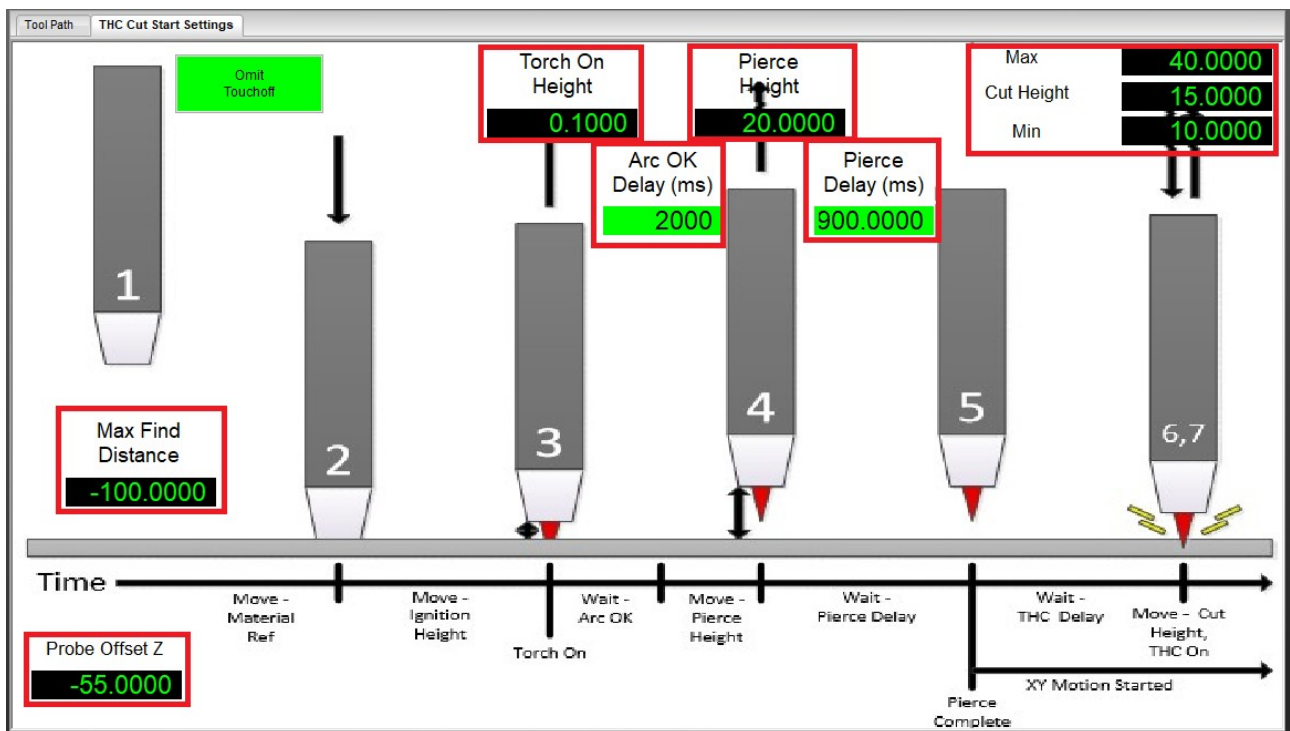 Tool Path
THC Cut Start Settings
Omit
Touchoff
Torch On
Height
0.1000
Pierce
Height
20.0000
Max
40.0000
Cut Height
15.0000
Min
10.0000
Arc OK
Delay (ms)
2000
Pierce
Delay (ms)
900.0000
1
2
3
4
5
6,7
Max Find
Distance
-100.0000
Time
Move -
Material
Ref
Move -
Ignition
Height
Wait -
Arc OK
Move -
Pierce
Height
Wait -
Pierce Delay
Wait -
THC Delay
Move - Cut
Height,
THC On
Torch On
Probe Offset Z
-55.0000
XY Motion Started
Pierce
Complete